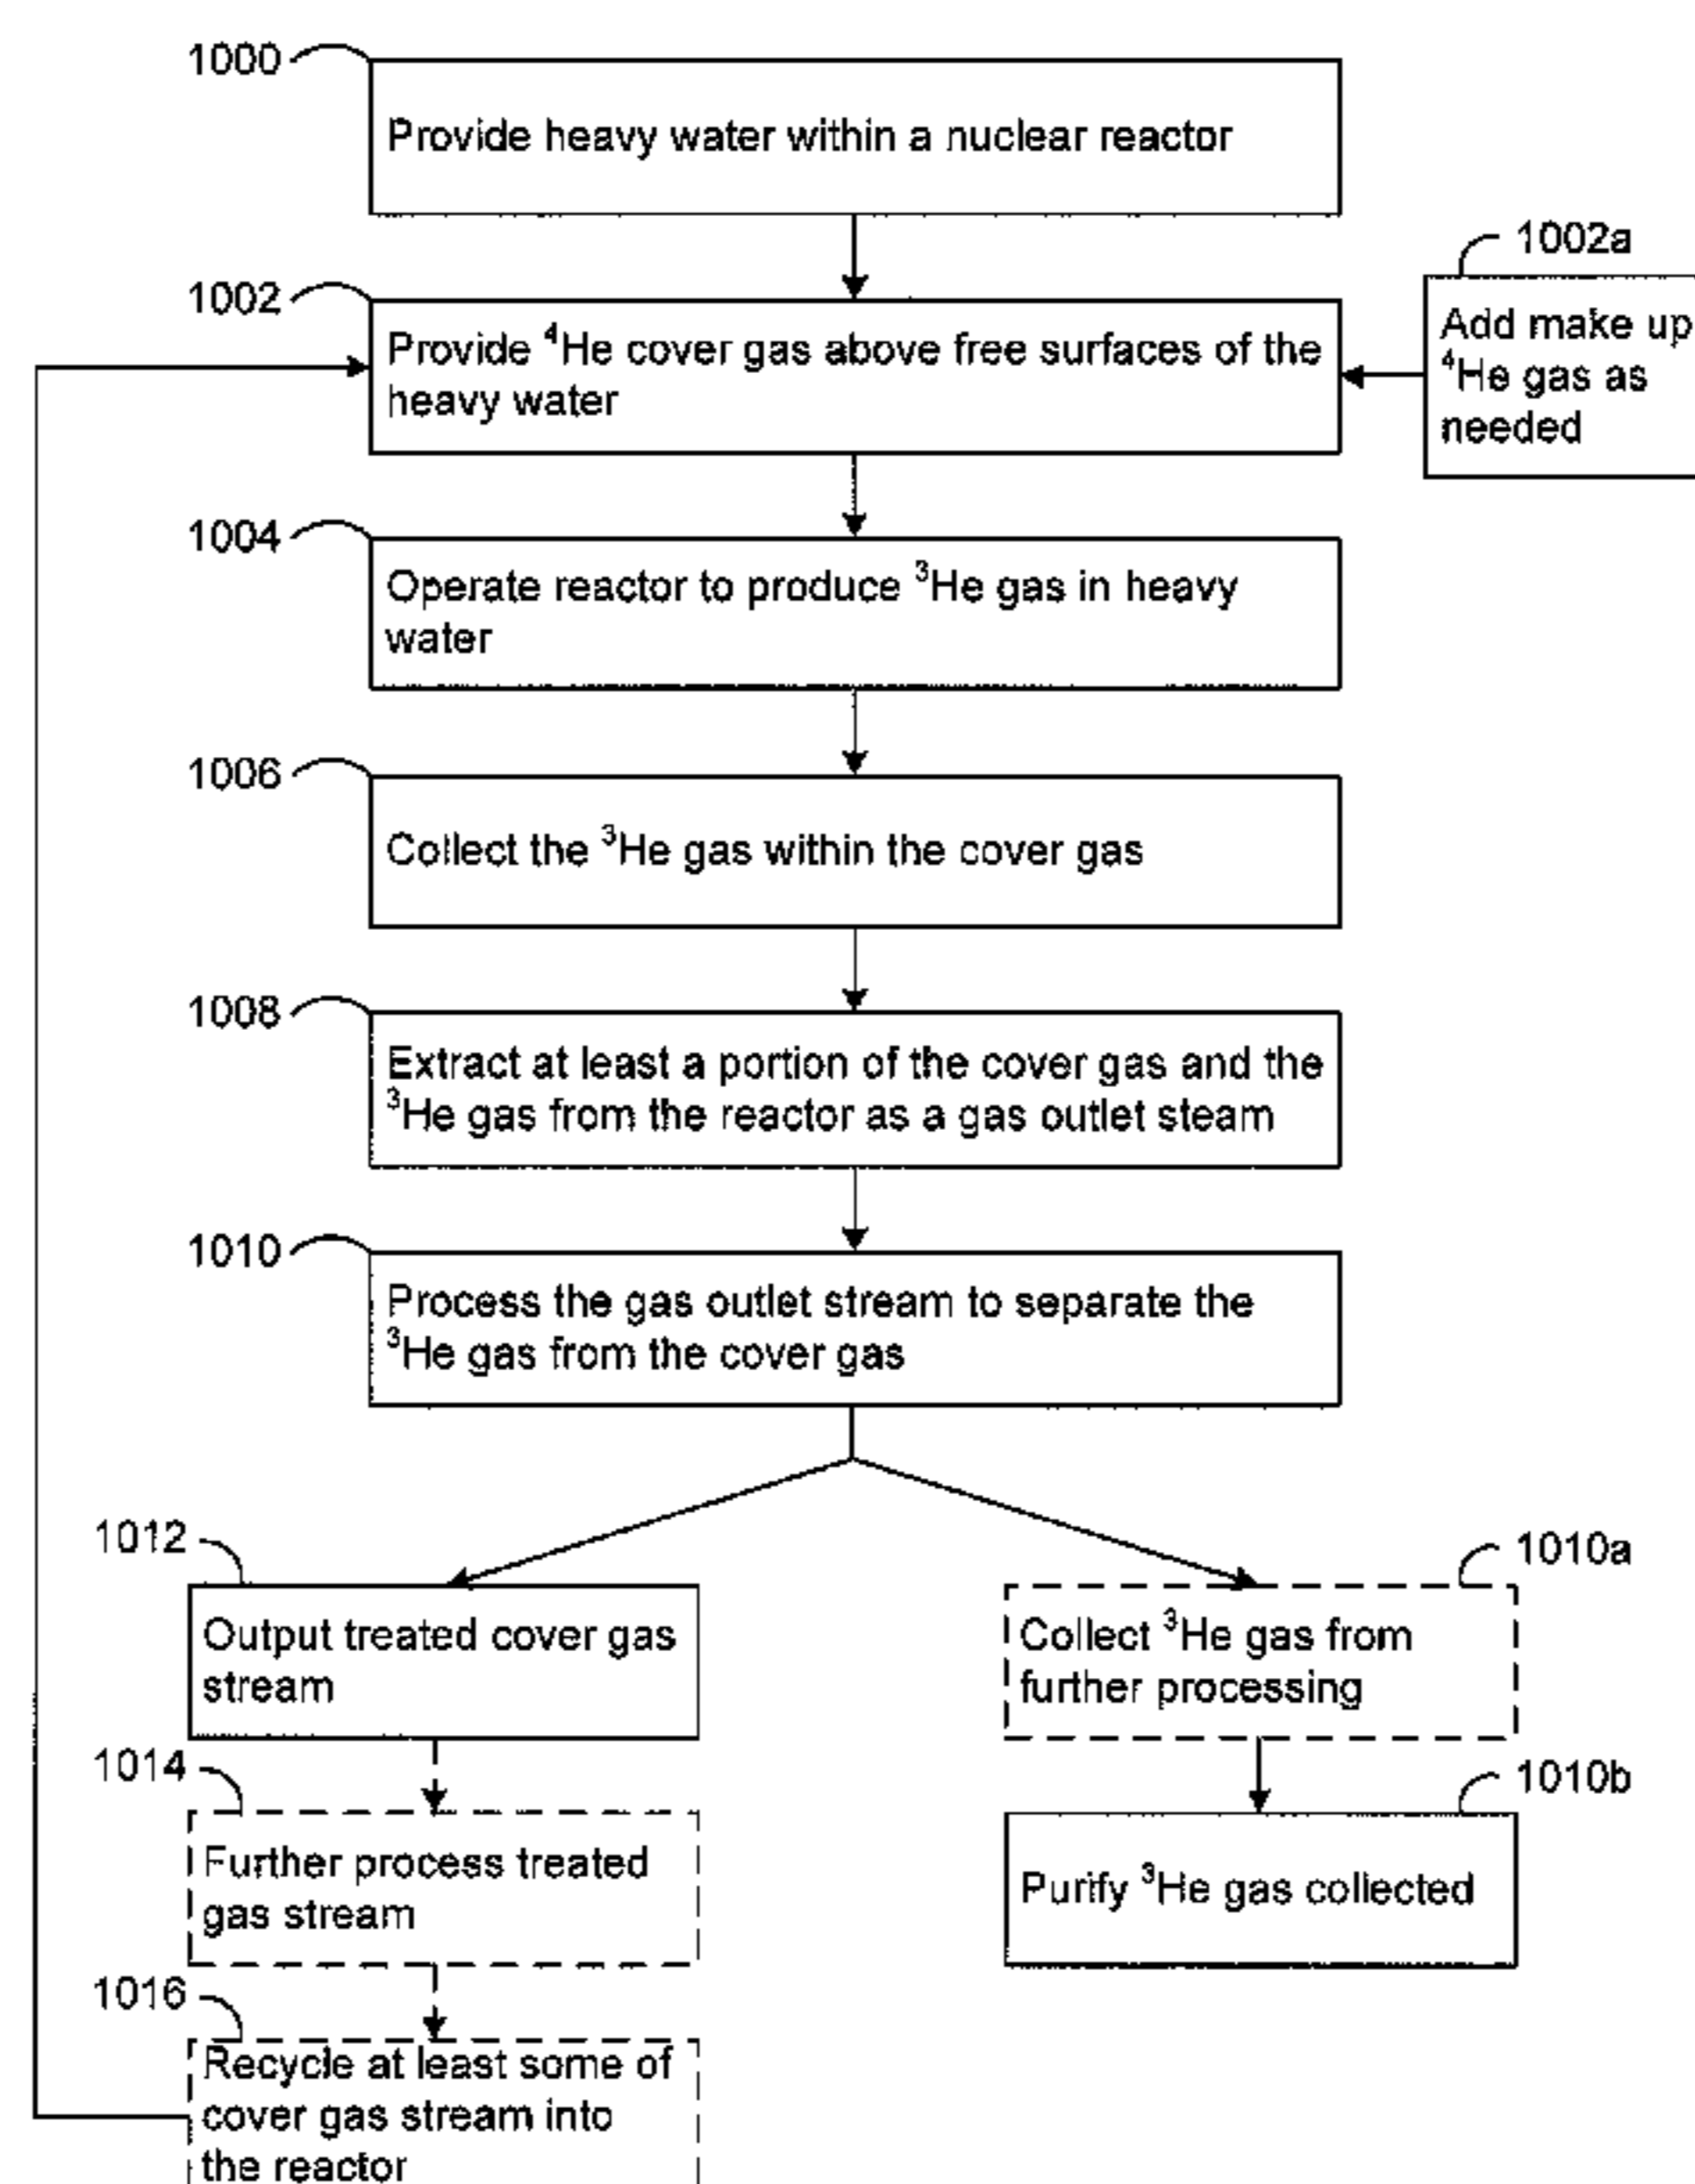 1000
Provide heavy water within a nuclear reactor
1002a
1002
Provide ⁴He cover gas above free surfaces of the
heavy water
Add make up
⁴He gas as
needed
1004
Operate reactor to produce ³He gas in heavy
water
1006
Collect the ³He gas within the cover gas
1008
Extract at least a portion of the cover gas and the
³He gas from the reactor as a gas outlet steam
1010
Process the gas outlet stream to separate the
³He gas from the cover gas
1012
Output treated cover gas
stream
1010a
Collect ³He gas from
further processing
1014
Further process treated
gas stream
1010b
Purify ³He gas collected
1016
Recycle at least some of
cover gas stream into
the reactor